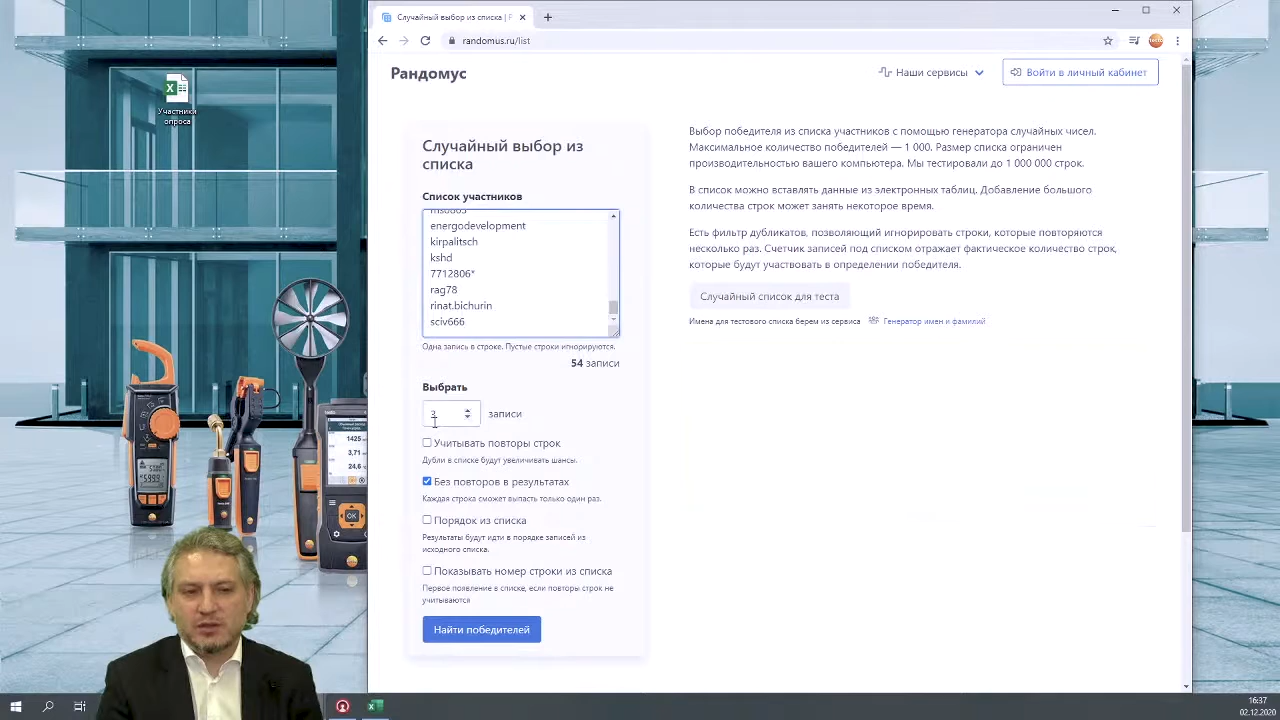 Случайный выбор из списка | Р
randomus.ru/list
testo
Рандомус
Наши сервисы
Войти в личный кабинет
Участники
опроса
Случайный выбор из
списка
Список участников
energodevelopment
kirpalitsch
kshd
7712806*
rag78
rinat.bichurin
sciv666
Одна запись в строке. Пустые строки игнорируются.
54 записи
Выбрать
3 записи
Учитывать повторы строк
Дубли в списке будут увеличивать шансы.
Без повторов в результатах
Каждая строка сможет выпасть только один раз.
Порядок из списка
Результаты будут идти в порядке записей из
исходного списка.
Показывать номер строки из списка
Первое появление в списке, если повторы строк не
учитываются
Найти победителей
Выбор победителя из списка участников с помощью генератора случайных чисел.
Максимальное количество победителей — 1 000. Размер списка ограничен
производительностью вашего компьютера. Мы тестировали до 1 000 000 строк.
В список можно вставлять данные из электронных таблиц. Добавление большого
количества строк может занять некоторое время.
Есть фильтр дубликатов, позволяющий игнорировать строки, которые повторяются
несколько раз. Счетчик записей под списком отражает фактическое количество строк,
которые будут участвовать в определении победителя.
Случайный список для теста
Имена для тестового списка берем из сервиса Генератор имен и фамилий
1425
3,71
24,6
OK
16:37
02.12.2020